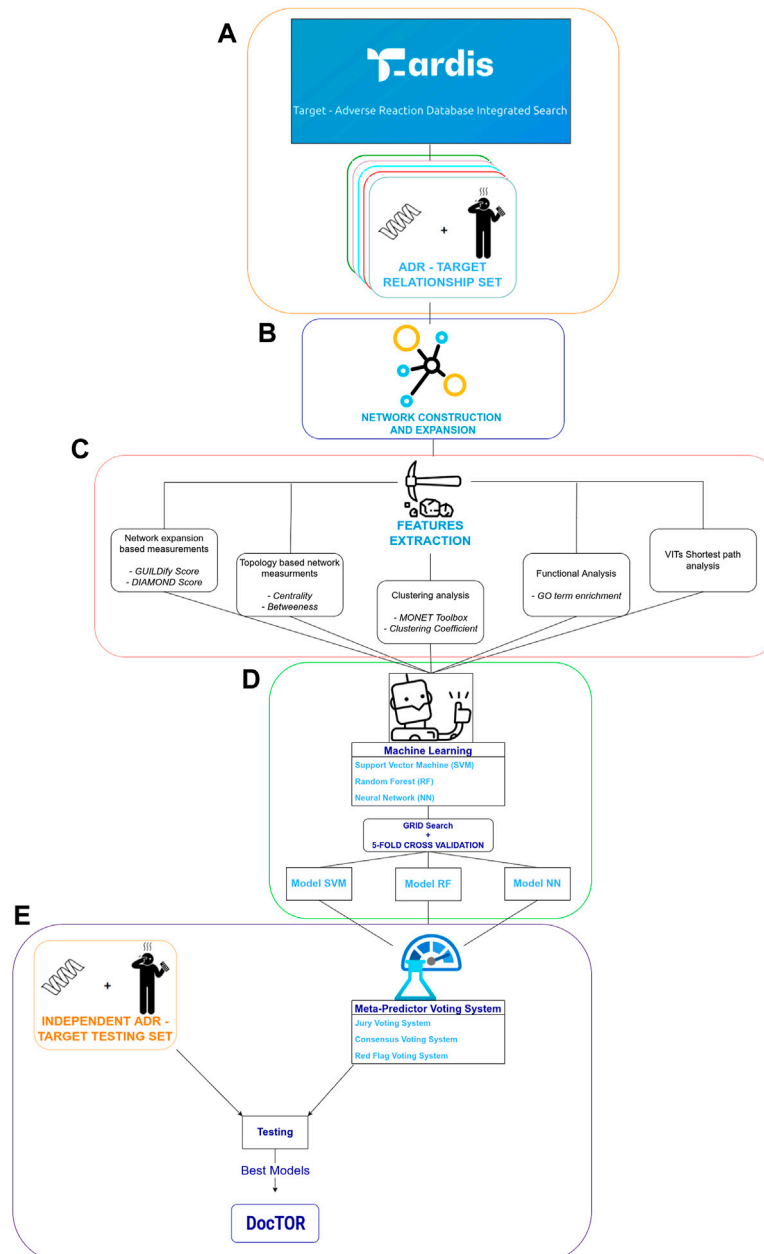 A
T-ardis
Target - Adverse Reaction Database Integrated Search
+
ADR - TARGET
RELATIONSHIP SET
B
NETWORK CONSTRUCTION
AND EXPANSION
C
FEATURES
EXTRACTION
Network expansion
based measurements
- GUILDify Score
- DIAMOND Score
Topology based network
measurments
- Centrality
- Betweeness
Clustering analysis
- MONET Toolbox
- Clustering Coefficient
Functional Analysis
- GO term enrichment
VITs Shortest path
analysis
D
Machine Learning
Support Vector Machine (SVM)
Random Forest (RF)
Neural Network (NN)
GRID Search
+
5-FOLD CROSS VALIDATION
Model SVM
Model RF
Model NN
E
+
INDEPENDENT ADR -
TARGET TESTING SET
Meta-Predictor Voting System
Jury Voting System
Consensus Voting System
Red Flag Voting System
Testing
Best Models
DocTOR